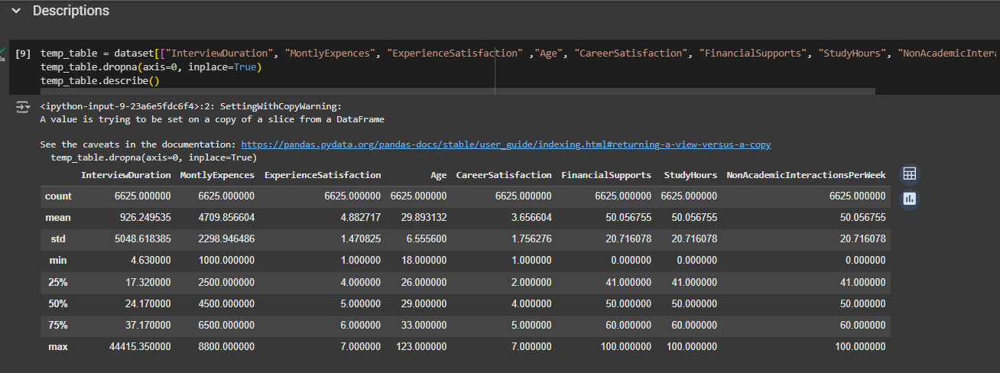 Descriptions
[9] temp_table = dataset[["InterviewDuration", "MontlyExpences", "ExperienceSatisfaction" ,"Age", "CareerSatisfaction", "FinancialSupports", "StudyHours", "NonAcademicIntera
0s
temp_table.dropna(axis=0, inplace=True)
temp_table.describe()
<ipython-input-9-23a6e5fdc6f4>:2: SettingWithCopyWarning:
A value is trying to be set on a copy of a slice from a DataFrame
See the caveats in the documentation: https://pandas.pydata.org/pandas-docs/stable/user_guide/indexing.html#returning-a-view-versus-a-copy
temp_table.dropna(axis=0, inplace=True)
InterviewDuration MontlyExpences ExperienceSatisfaction Age CareerSatisfaction FinancialSupports StudyHours NonAcademicInteractionsPerWeek
count 6625.000000 6625.000000 6625.000000 6625.000000 6625.000000 6625.000000 6625.000000 6625.000000
mean 926.249535 4709.856604 4.882717 29.893132 3.656604 50.056755 50.056755 50.056755
std 5048.618385 2298.946486 1.470825 6.555600 1.756276 20.716078 20.716078 20.716078
min 4.630000 1000.000000 1.000000 18.000000 1.000000 0.000000 0.000000 0.000000
25% 17.320000 2500.000000 4.000000 26.000000 2.000000 41.000000 41.000000 41.000000
50% 24.170000 4500.000000 5.000000 29.000000 4.000000 50.000000 50.000000 50.000000
75% 37.170000 6500.000000 6.000000 33.000000 5.000000 60.000000 60.000000 60.000000
max 44415.350000 8800.000000 7.000000 123.000000 7.000000 100.000000 100.000000 100.000000